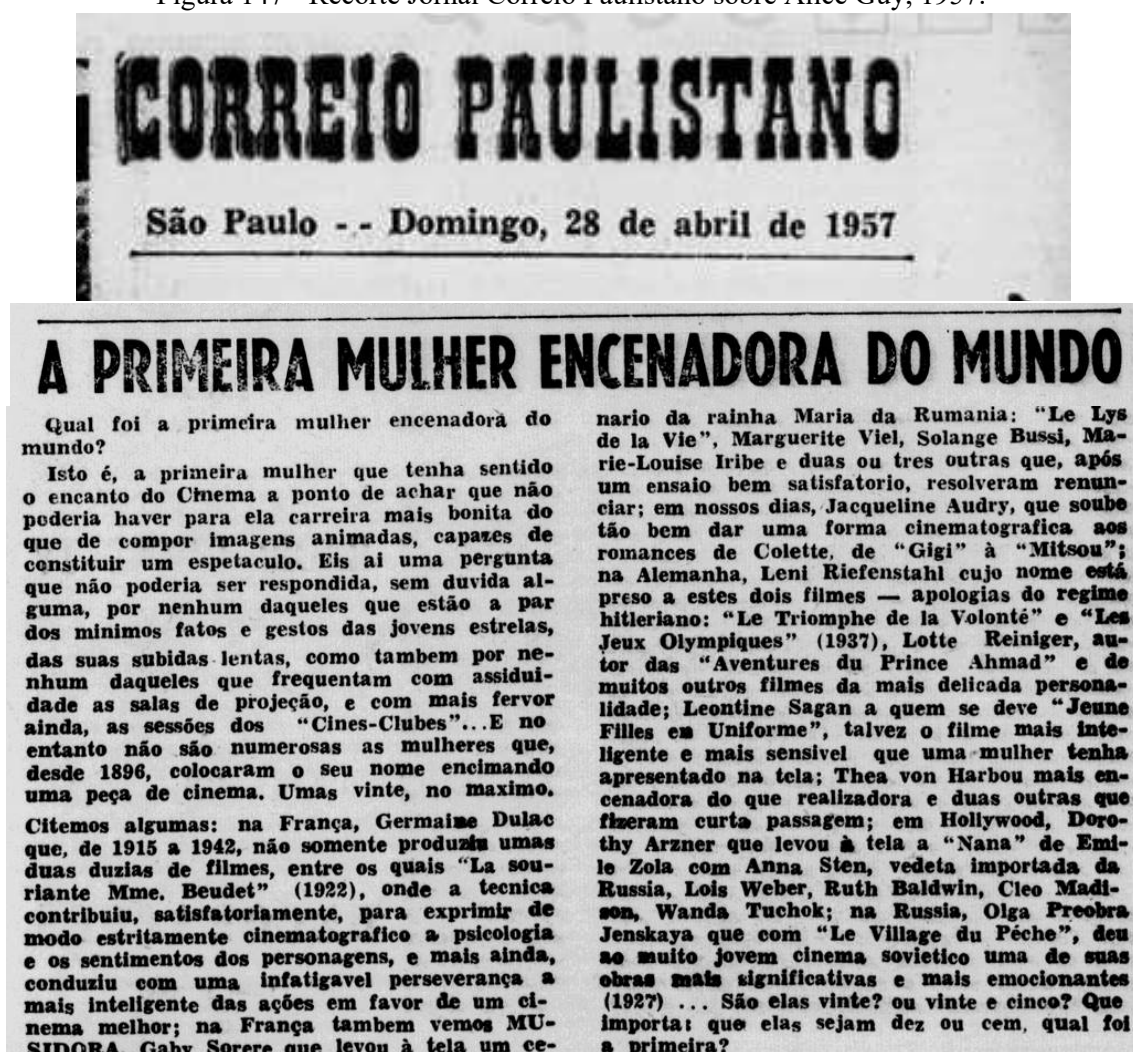 Figura 147 - Recorte Jornal Correio Paulistano sobre Alice Guy, 1957.
CORREIO PAULISTANO
São Paulo - - Domingo, 28 de abril de 1957
A PRIMEIRA MULHER ENCENADORA DO MUNDO
Qual foi a primeira mulher encenadora do
mundo?
Isto é, a primeira mulher que tenha sentido
o encanto do Cinema a ponto de achar que não
poderia haver para ela carreira mais bonita do
que de compor imagens animadas, capazes de
constituir um espetaculo. Eis ai uma pergunta
que não poderia ser respondida, sem duvida al-
guma, por nenhum daqueles que estão a par
dos minimos fatos e gestos das jovens estrelas,
das suas subidas lentas, como tambem por ne-
nhum daqueles que frequentam com assidui-
dade as salas de projeção, e com mais fervor
ainda, as sessões dos "Cines-Clubes"...E no
entanto não são numerosas as mulheres que,
desde 1896, colocaram o seu nome encimando
uma peça de cinema. Umas vinte, no maximo.
Citemos algumas: na França, Germaine Dulac
que, de 1915 a 1942, não somente produziu umas
duas duzias de filmes, entre os quais "La sou-
riante Mme. Beudet" (1922), onde a tecnica
contribuiu, satisfatoriamente, para exprimir de
modo estritamente cinematografico a psicologia
e os sentimentos dos personagens, e mais ainda,
conduziu com uma infatigavel perseverança a
mais inteligente das ações em favor de um ci-
nema melhor; na França tambem vemos MU-
SIDORA, Gaby Sorere que levou à tela um ce-
nario da rainha Maria da Rumania: "Le Lys
de la Vie", Marguerite Viel, Solange Bussi, Ma-
rie-Louise Iribe e duas ou tres outras que, após
um ensaio bem satisfatorio, resolveram renun-
ciar; em nossos dias, Jacqueline Audry, que soube
tão bem dar uma forma cinematografica aos
romances de Colette, de "Gigi" à "Mitsou";
na Alemanha, Leni Riefenstahl cujo nome está
preso a estes dois filmes — apologias do regime
hitleriano: "Le Triomphe de la Volonté" e "Les
Jeux Olympiques" (1937), Lotte Reiniger, au-
tor das "Aventures du Prince Ahmad" e de
muitos outros filmes da mais delicada persona-
lidade; Leontine Sagan a quem se deve "Jeune
Filles en Uniforme", talvez o filme mais inte-
ligente e mais sensivel que uma mulher tenha
apresentado na tela; Thea von Harbou mais en-
cenadora do que realizadora e duas outras que
fizeram curta passagem; em Hollywood, Doro-
thy Arzner que levou à tela a "Nana" de Emi-
le Zola com Anna Sten, vedeta importada da
Russia, Lois Weber, Ruth Baldwin, Cleo Madi-
son, Wanda Tuchok; na Russia, Olga Preobra
Jenskaya que com "Le Village du Péche", deu
ao muito jovem cinema sovietico uma de suas
obras mais significativas e mais emocionantes
(1927) ... São elas vinte? ou vinte e cinco? Que
importa: que elas sejam dez ou cem, qual foi
a primeira?